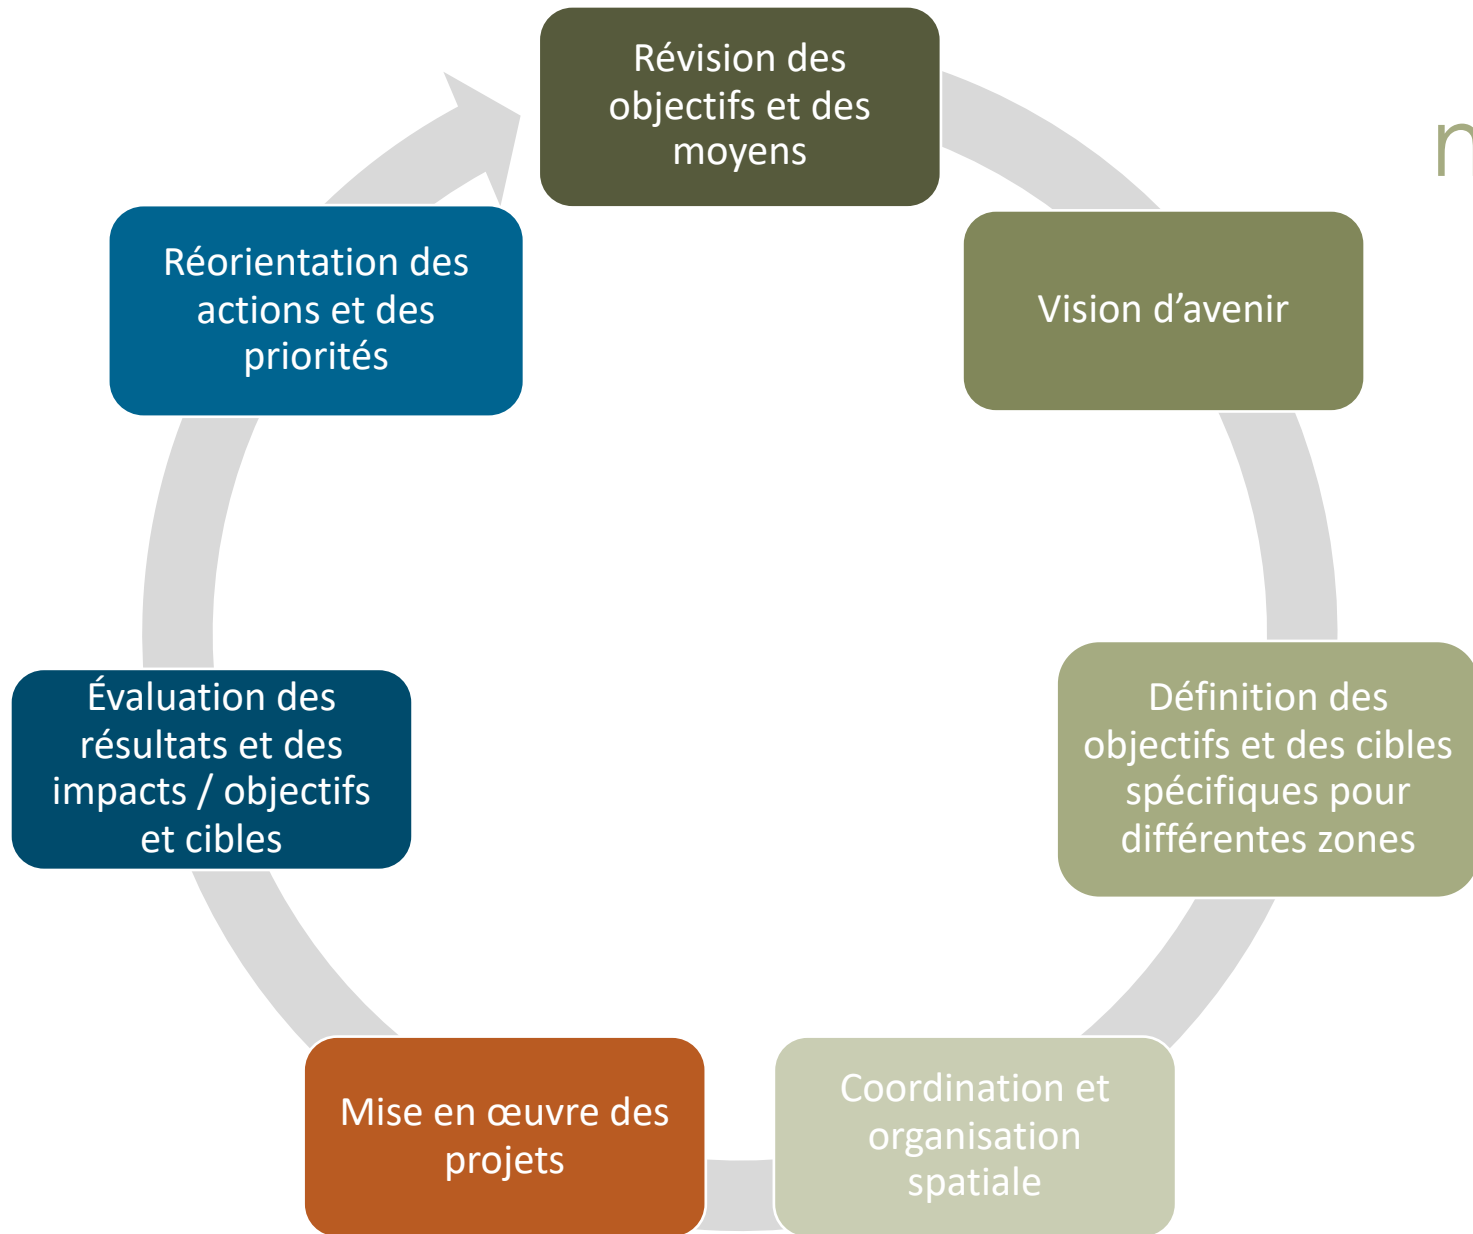 Révision des
objectifs et des
moyens
n
Vision d’avenir
Définition des
objectifs et des cibles
spécifiques pour
différentes zones
Coordination et
organisation
spatiale
Mise en œuvre des
projets
Évaluation des
résultats et des
impacts / objectifs
et cibles
Réorientation des
actions et des
priorités